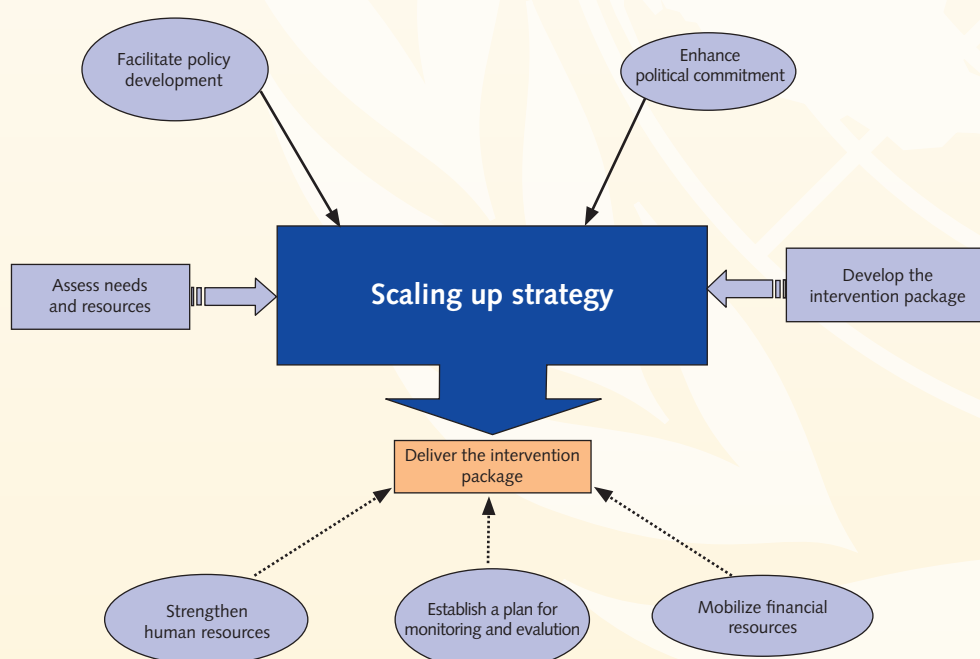 Facilitate policy
development
Enhance
political commitment
Assess needs
and resources
Scaling up strategy
Develop the
intervention package
Deliver the intervention
package
Strengthen
human resources
Establish a plan for
monitoring and evalution
Mobilize financial
resources